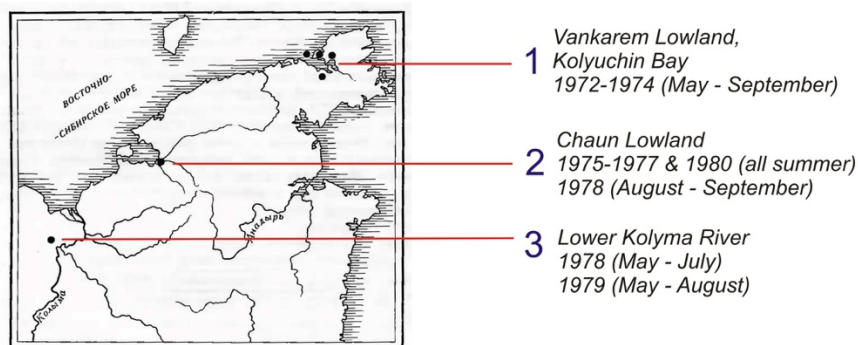 ВОСТОЧНО-
-СИБИРСКОЕ МОРЕ
Анадырь
Колыма
1
Vankarem Lowland,
Kolyuchin Bay
1972-1974 (May - September)
2
Chaun Lowland
1975-1977 & 1980 (all summer)
1978 (August - September)
3
Lower Kolyma River
1978 (May - July)
1979 (May - August)